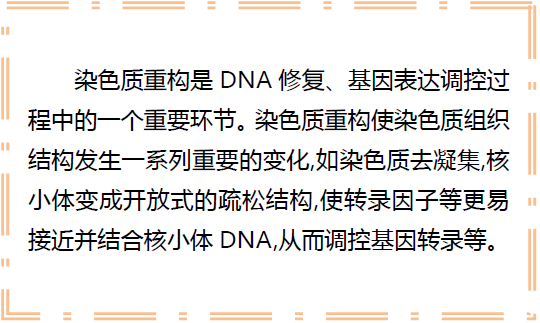 染色质重构是 DNA 修复、基因表达调控过
程中的一个重要环节。染色质重构使染色质组织
结构发生一系列重要的变化,如染色质去凝集,核
小体变成开放式的疏松结构,使转录因子等更易
接近并结合核小体 DNA,从而调控基因转录等。